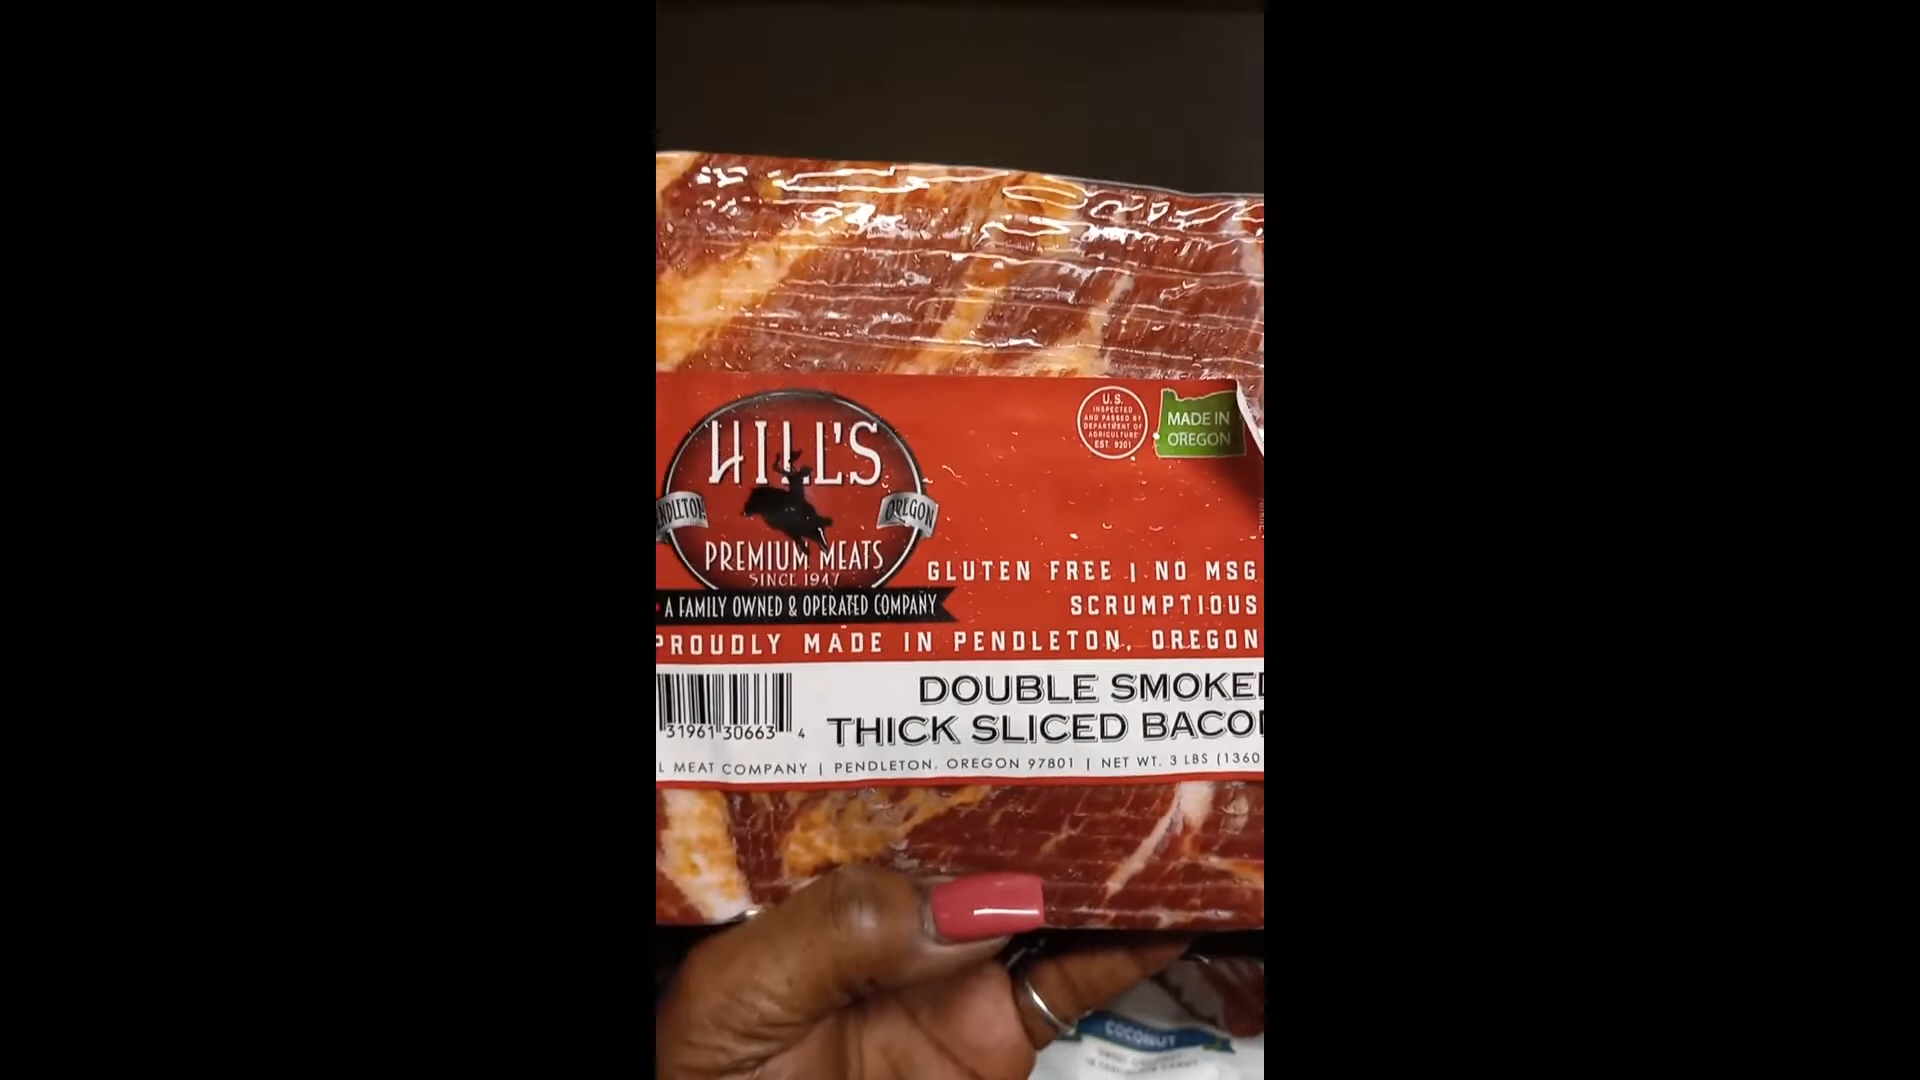 HILL'S
NDLETON
OREGON
PREMIUM MEATS
SINCE 1947
A FAMILY OWNED & OPERATED COMPANY
U.S.
INSPECTED
AND PASSED BY
DEPARTMENT OF
AGRICULTURE
EST. 9201
MADE IN
OREGON
GLUTEN FREE | NO MSG
SCRUMPTIOUS
PROUDLY MADE IN PENDLETON, OREGON
DOUBLE SMOKED
THICK SLICED BACON
31961 30663 4
L MEAT COMPANY | PENDLETON, OREGON 97801 | NET WT. 3 LBS (1360
COCONUT